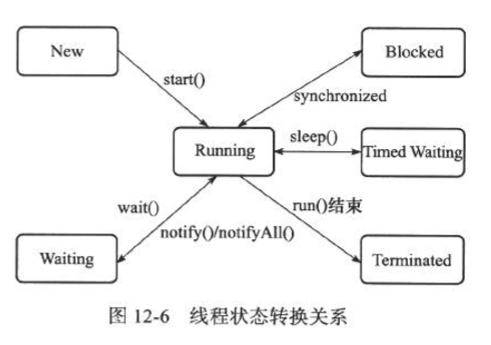 New
Blocked
start()
synchronized
Running
sleep()
Timed Waiting
wait()
run()结束
notify()/notifyAll()
Waiting
Terminated
图 12-6 线程状态转换关系